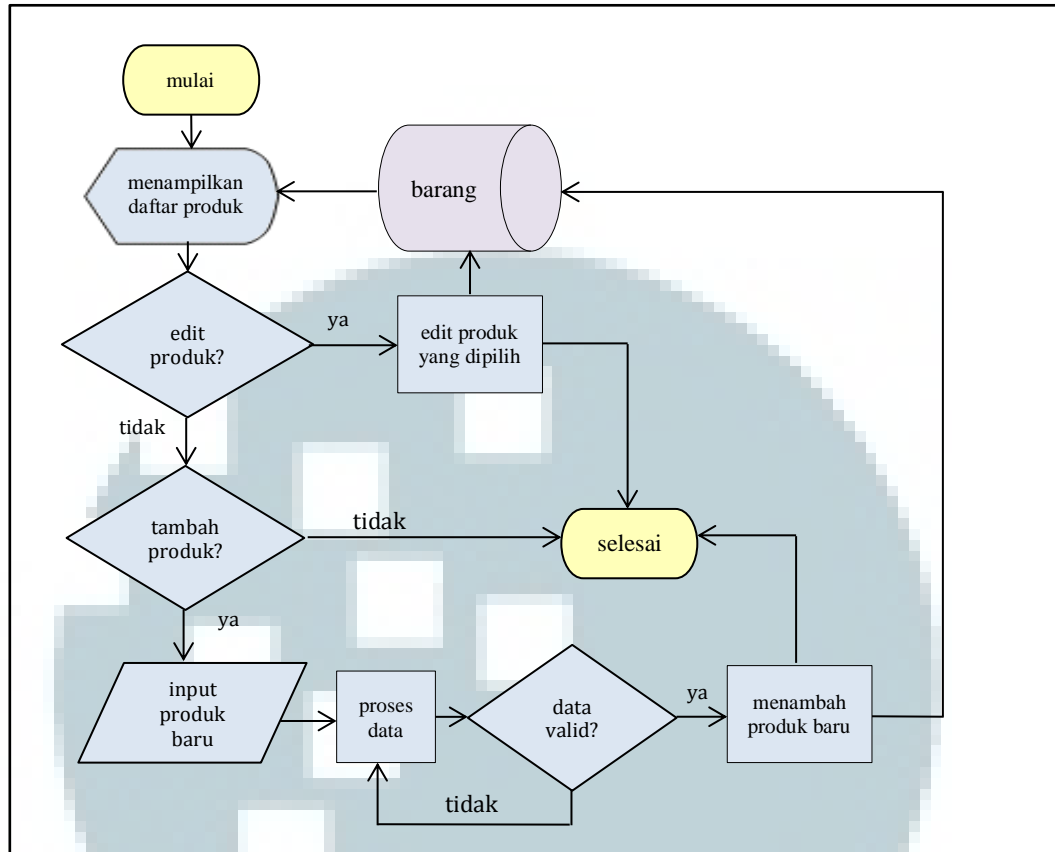 mulai
menampilkan
daftar produk
barang
edit
produk?
ya
edit produk
yang dipilih
tidak
tambah
produk?
tidak
selesai
ya
input
produk
baru
proses
data
data
valid?
ya
menambah
produk baru
tidak